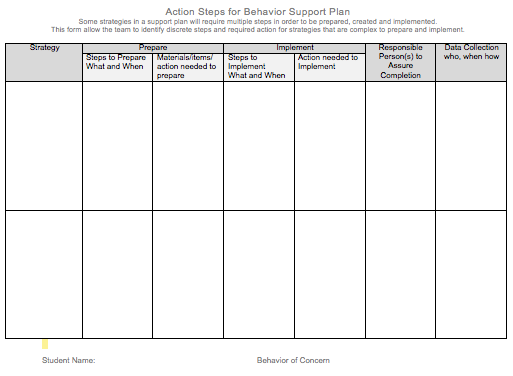 Action Steps for Behavior Support Plan
Some strategies in a support plan will require multiple steps in order to be prepared, created and implemented.
This form allow the team to identify discrete steps and required action for strategies that are complex to prepare and implement.
Strategy
Prepare
Implement
Responsible
Person(s) to
Assure
Completion
Data Collection
who, when how
Steps to Prepare
What and When
Materials/items/
action needed to
prepare
Steps to
Implement
What and When
Action needed to
Implement
Student Name:
Behavior of Concern